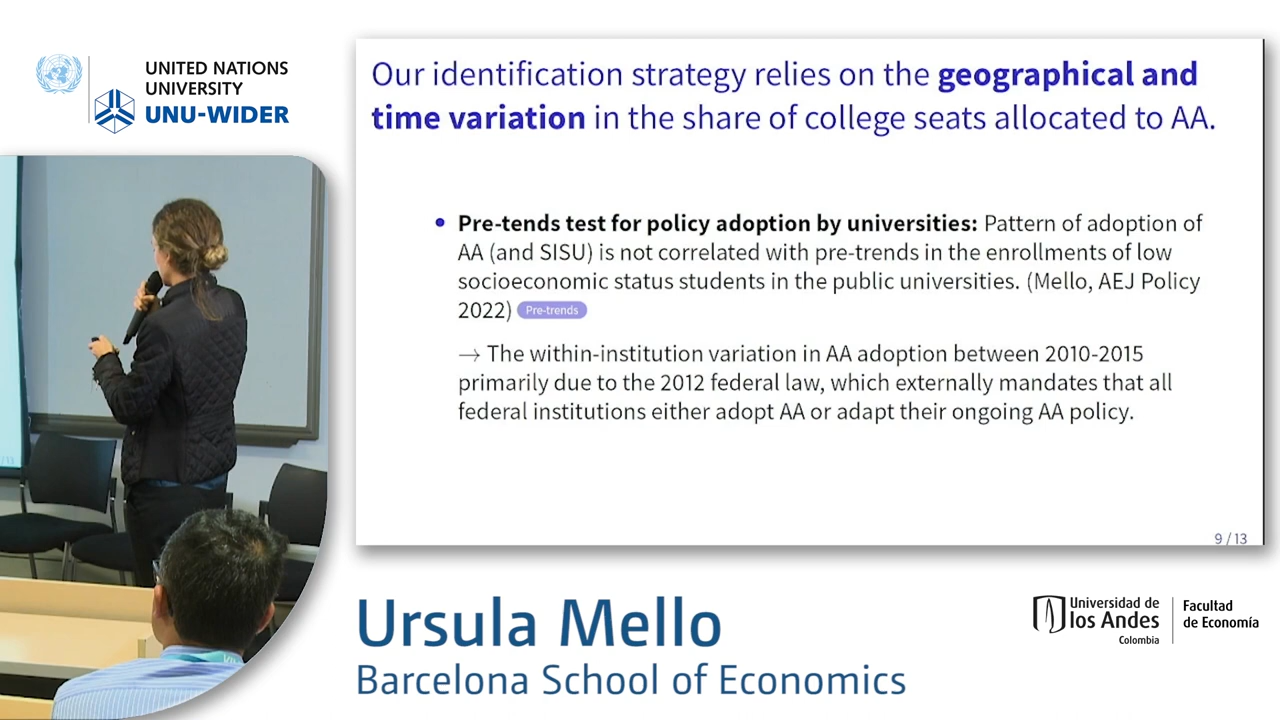 UNITED NATIONS
UNIVERSITY
UNU-WIDER
Our identification strategy relies on the geographical and
time variation in the share of college seats allocated to AA.
• Pre-tends test for policy adoption by universities: Pattern of adoption of
AA (and SISU) is not correlated with pre-trends in the enrollments of low
socioeconomic status students in the public universities. (Mello, AEJ Policy
2022) Pre-trends
→ The within-institution variation in AA adoption between 2010-2015
primarily due to the 2012 federal law, which externally mandates that all
federal institutions either adopt AA or adapt their ongoing AA policy.
9 / 13
Ursula Mello
Barcelona School of Economics
Universidad de
los Andes
Colombia
Facultad
de Economía